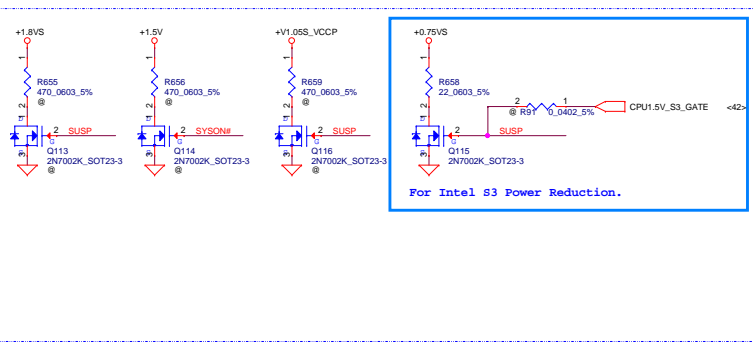 +1.8VS
+1.5V
+V1.05S_VCCP
+0.75VS
1
R655
470_0603_5%
@
2
1
R656
470_0603_5%
@
2
1
R659
470_0603_5%
@
2
1
R658
22_0603_5%
2
2 1
@ R91 0_0402_5%
CPU1.5V_S3_GATE <42>
2 SUSP
G
3
Q113
2N7002K_SOT23-3
@
2 SYSON#
G
3
Q114
2N7002K_SOT23-3
@
2 SUSP
G
3
Q116
2N7002K_SOT23-3
@
2 SUSP
G
3
Q115
2N7002K_SOT23-3
For Intel S3 Power Reduction.